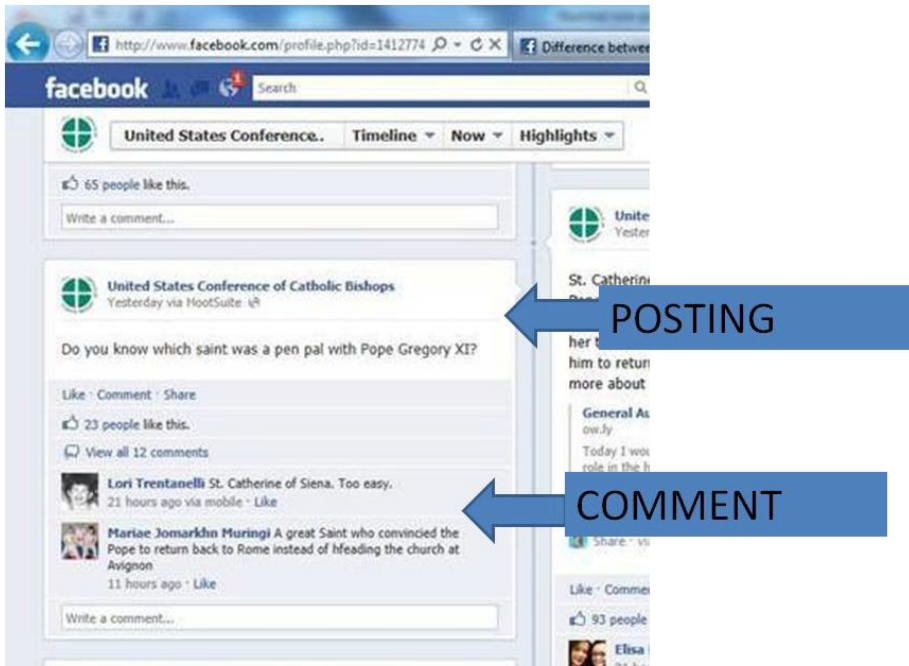 http://www.facebook.com/profile.php?id=1412774
Difference between
facebook
1
Search
United States Conference..
Timeline
Now
Highlights
65 people like this.
Write a comment...
United States Conference of Catholic Bishops
Yesterday via HootSuite
Do you know which saint was a pen pal with Pope Gregory XI?
Like · Comment · Share
23 people like this.
View all 12 comments
Lori Trentanelli St. Catherine of Siena. Too easy.
21 hours ago via mobile · Like
Mariae Jomarkhn Muringi A great Saint who convincied the
Pope to return back to Rome instead of hfeading the church at
Avignon
11 hours ago · Like
Write a comment...
Unite
Yester
St. Catherine
POSTING
her t
him to return
more about
General Au
ow.ly
Today I wou
role in the h
COMMENT
Share · via
Like · Commen
93 people
Elisa